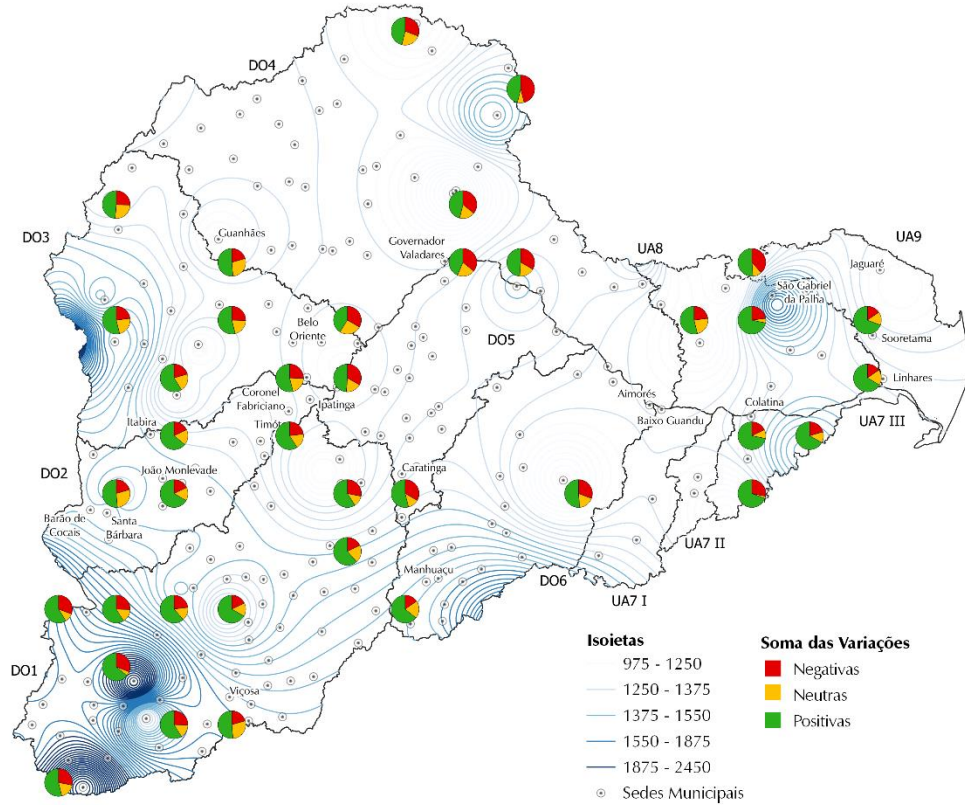 DO4
DO3
Guanhães
Governador
Valadares
UA8
UA9
Jaguaré
São Gabriel
da Palha
Belo
Oriente
DO5
Sooretama
Linhares
Coronel
Fabriciano
Ipatinga
Timót
Itabira
Aimorés
Baixo Guandu
Colatina
UA7 III
DO2
João Monlevade
Caratinga
Barão de
Cocais
Santa
Bárbara
UA7 II
Manhuaçu
DO6
UA7 I
DO1
Viçosa
Isoietas
975 - 1250
1250 - 1375
1375 - 1550
1550 - 1875
1875 - 2450
Sedes Municipais
Soma das Variações
Negativas
Neutras
Positivas